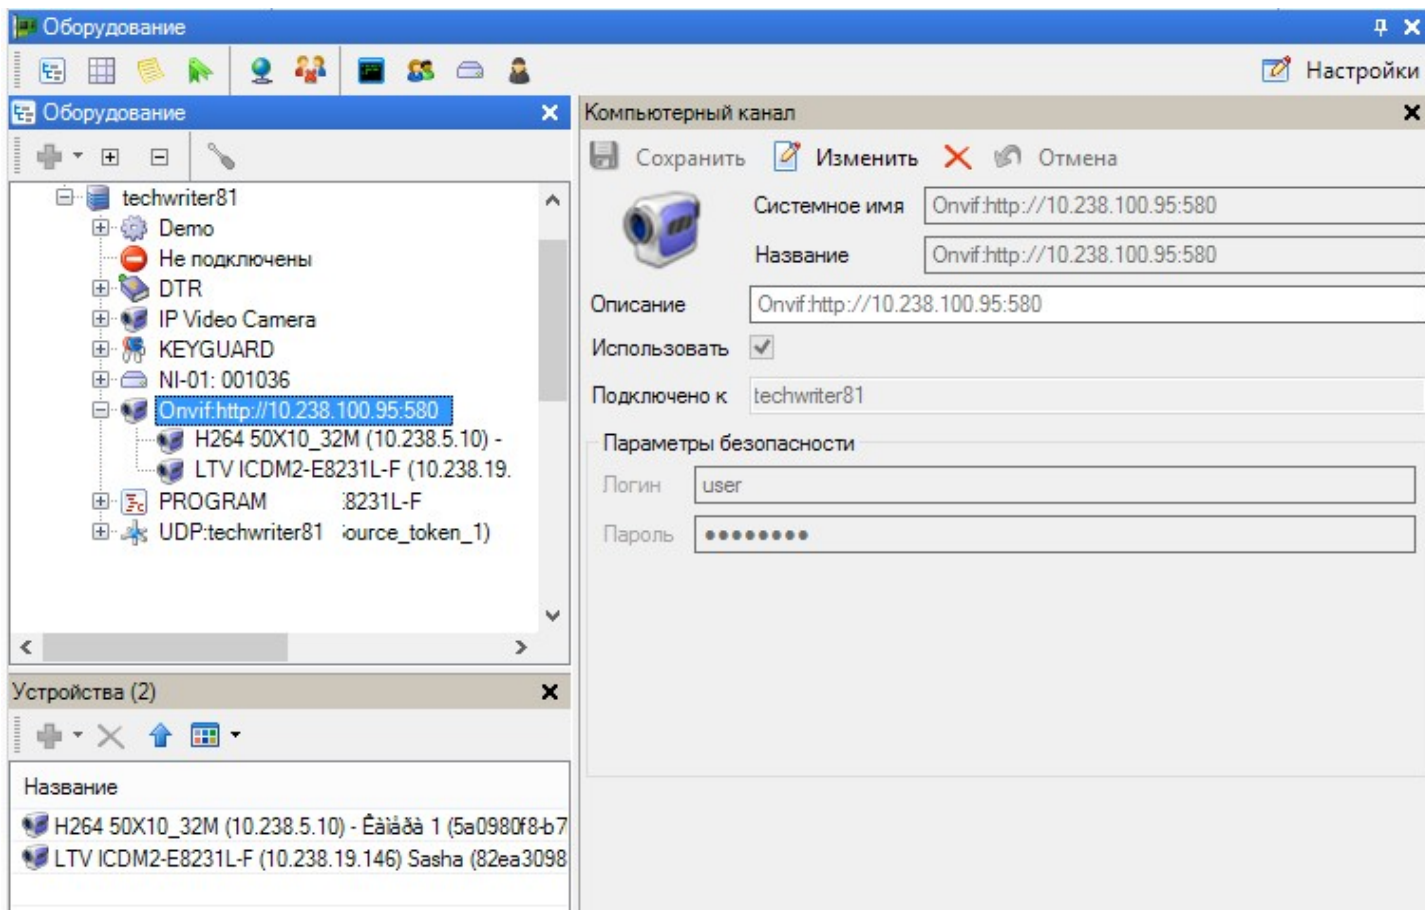 Оборудование
Настройки
Оборудование
techwriter81
Demo
Не подключены
DTR
IP Video Camera
KEYGUARD
NI-01: 001036
Onvif:http://10.238.100.95:580
H264 50X10_32M (10.238.5.10) -
LTV ICDM2-E8231L-F (10.238.19.
PROGRAM 8231L-F
UDP:techwriter81 ource_token_1)
Устройства (2)
Название
H264 50X10_32M (10.238.5.10) - Êàìåðà 1 (5a0980f8-b7
LTV ICDM2-E8231L-F (10.238.19.146) Sasha (82ea3098
Компьютерный канал
Сохранить Изменить Отмена
Системное имя Onvif:http://10.238.100.95:580
Название Onvif:http://10.238.100.95:580
Описание Onvif:http://10.238.100.95:580
Использовать
Подключено к techwriter81
Параметры безопасности
Логин user
Пароль ●●●●●●●●